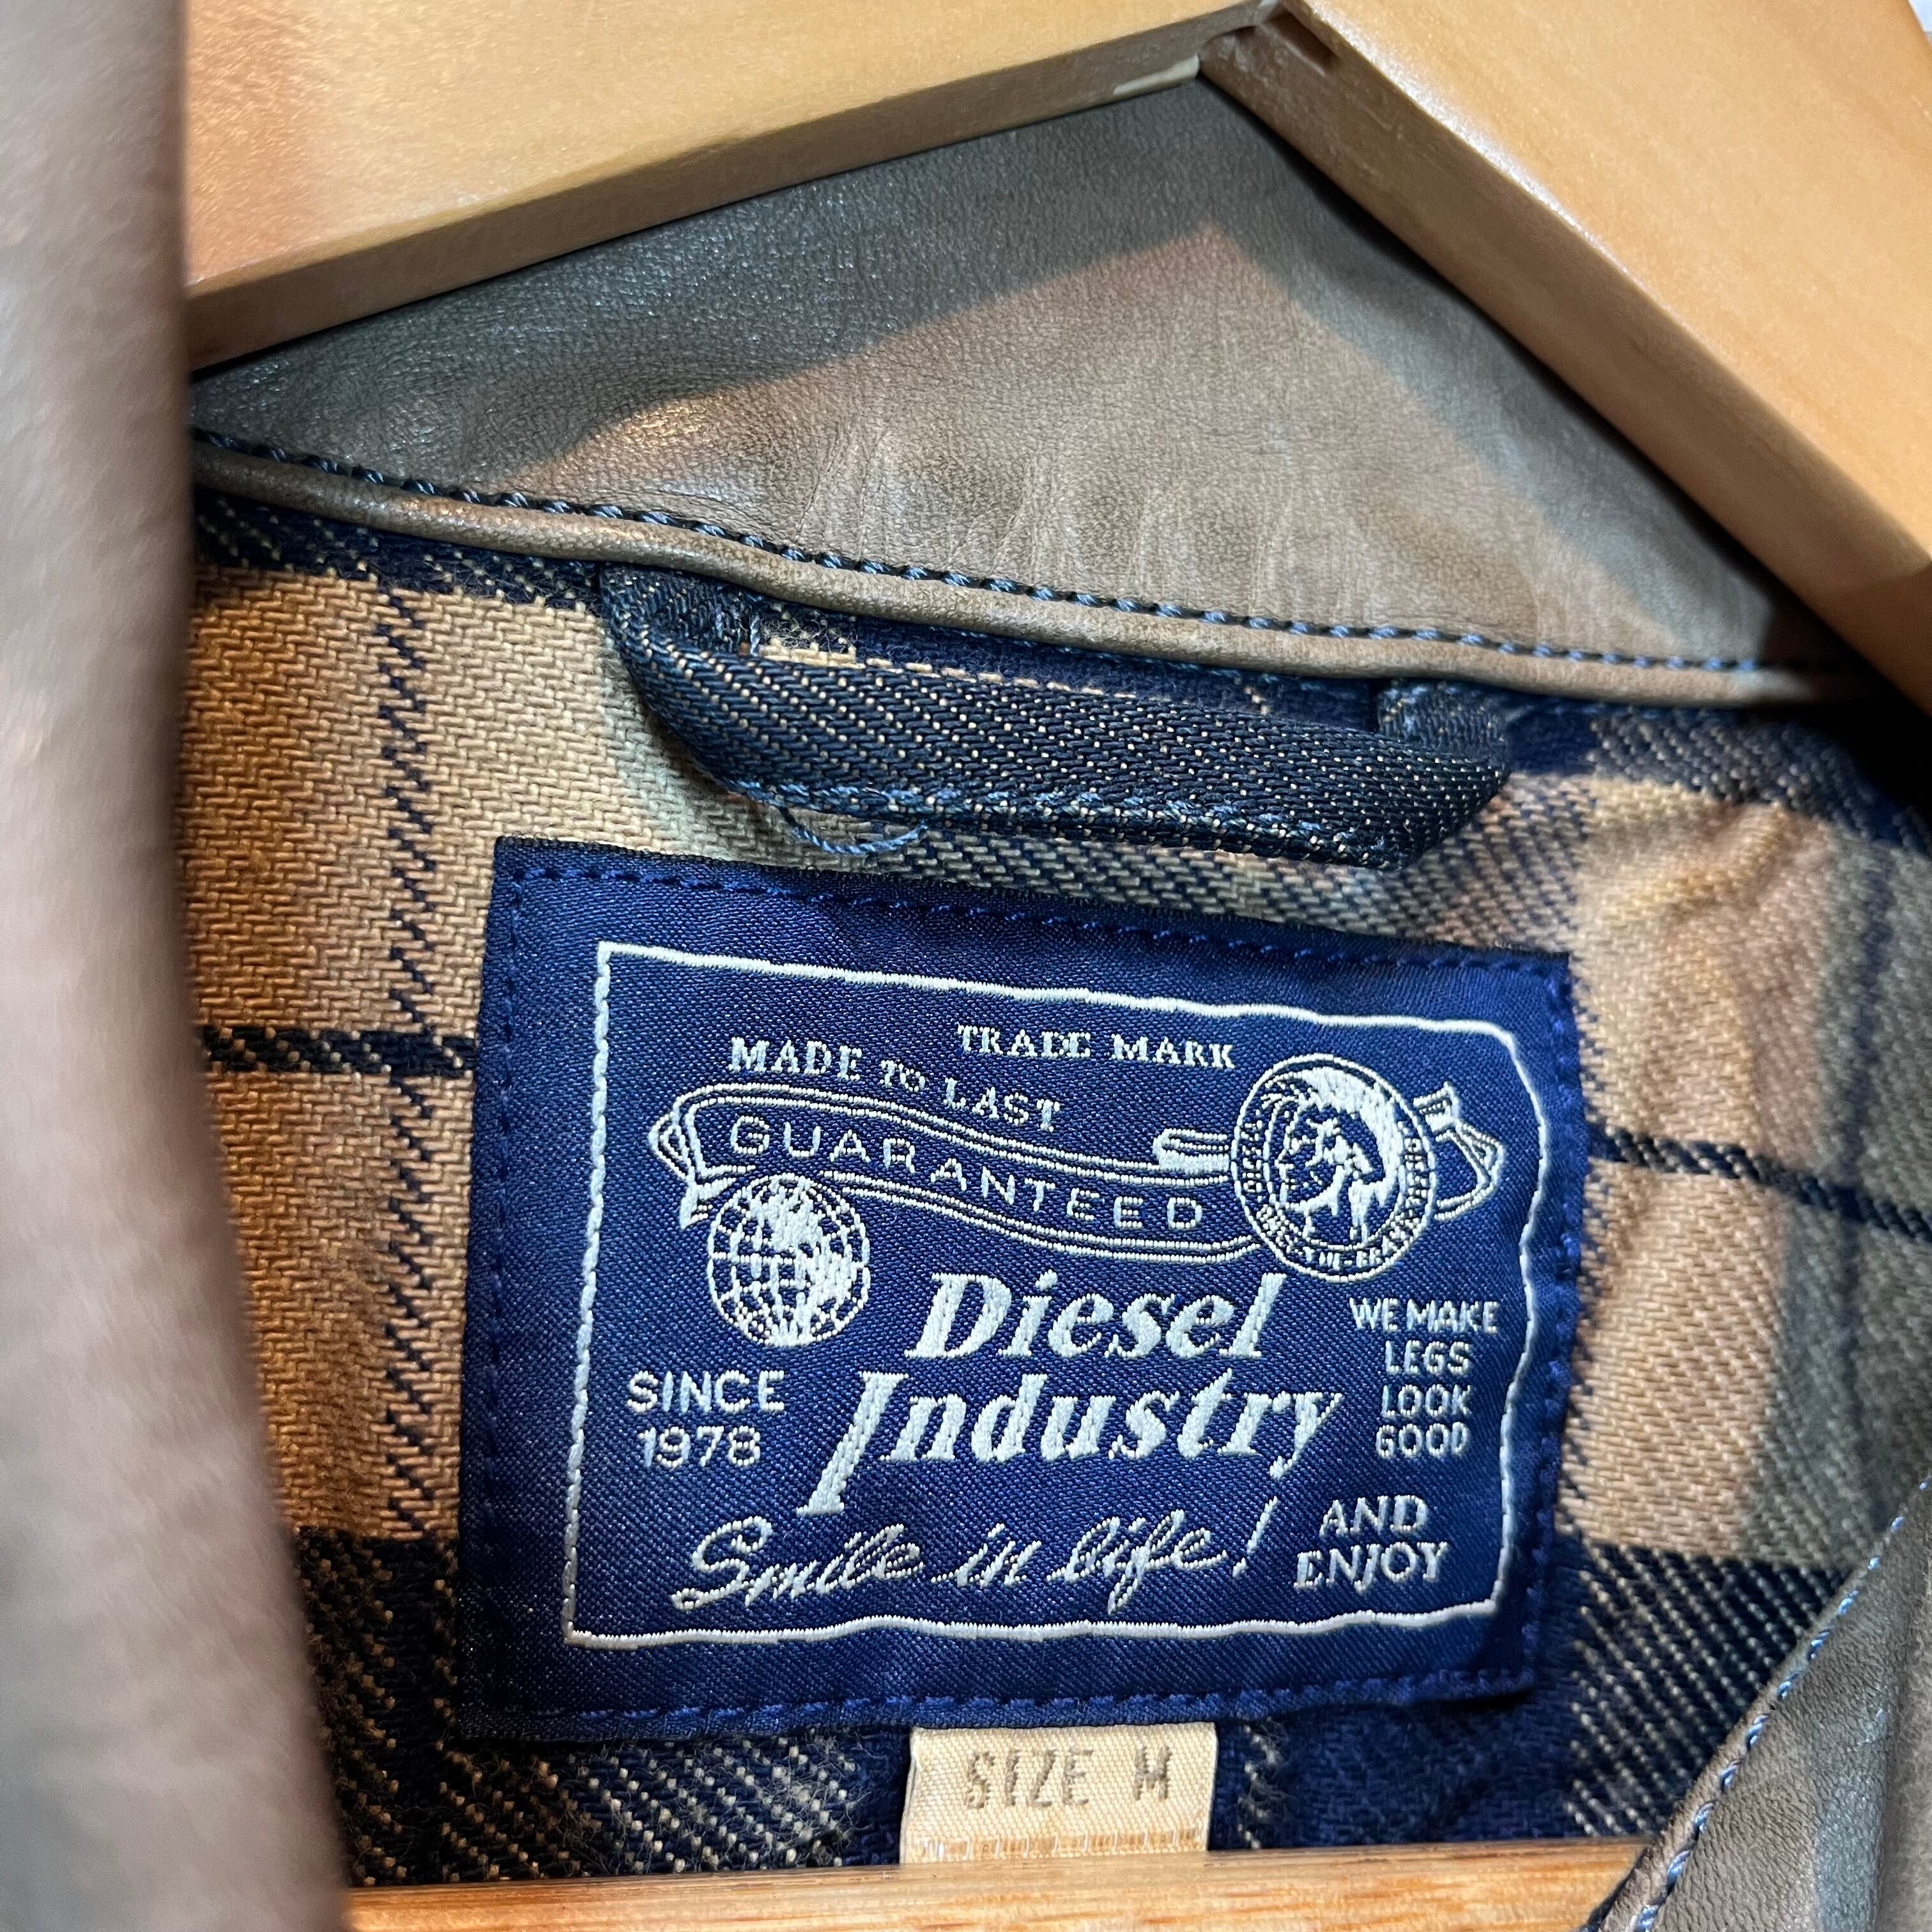 TRADE MARK
MADE TO LAST
GUARANTEED
Diesel
Industry
SINCE
1978
WE MAKE
LEGS
LOOK
GOOD
Smile in life!
AND
ENJOY
SIZE M